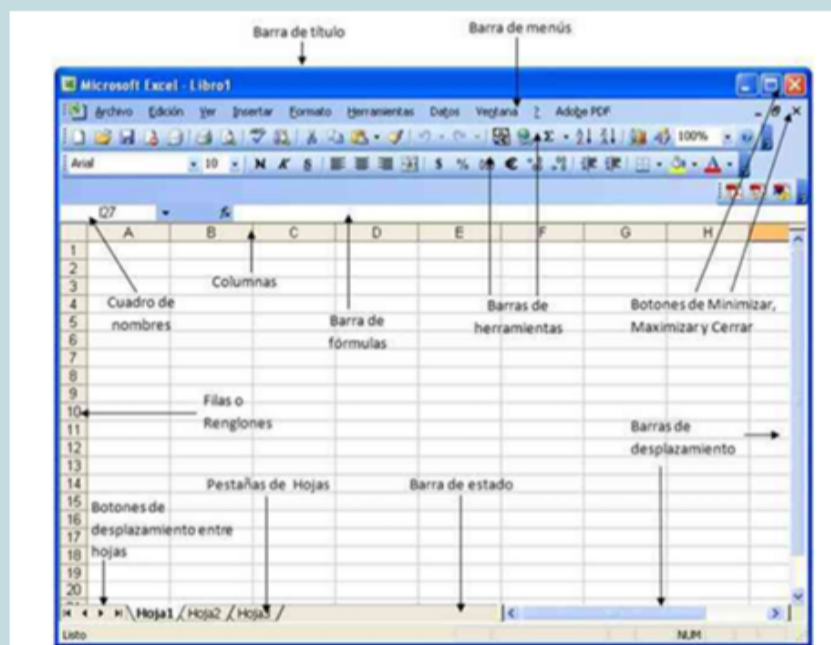 Barra de título
Barra de menús
Microsoft Excel - Libro1
Archivo Edición Ver Insertar Formato Herramientas Datos Ventana ? Adobe PDF
100%
Arial 10 N K S $ % €
fx
A B C D E F G H
1
2
3
Columnas
4
Cuadro de nombres
Barra de fórmulas
Barras de herramientas
Botones de Minimizar, Maximizar y Cerrar
5
6
7
8
9
10
Filas o Renglones
11
Barras de desplazamiento
12
13
14
Pestañas de Hojas
Barra de estado
15
Botones de desplazamiento entre hojas
16
17
18
19
20
Hoja1 Hoja2 Hoja3
Listo
NUM